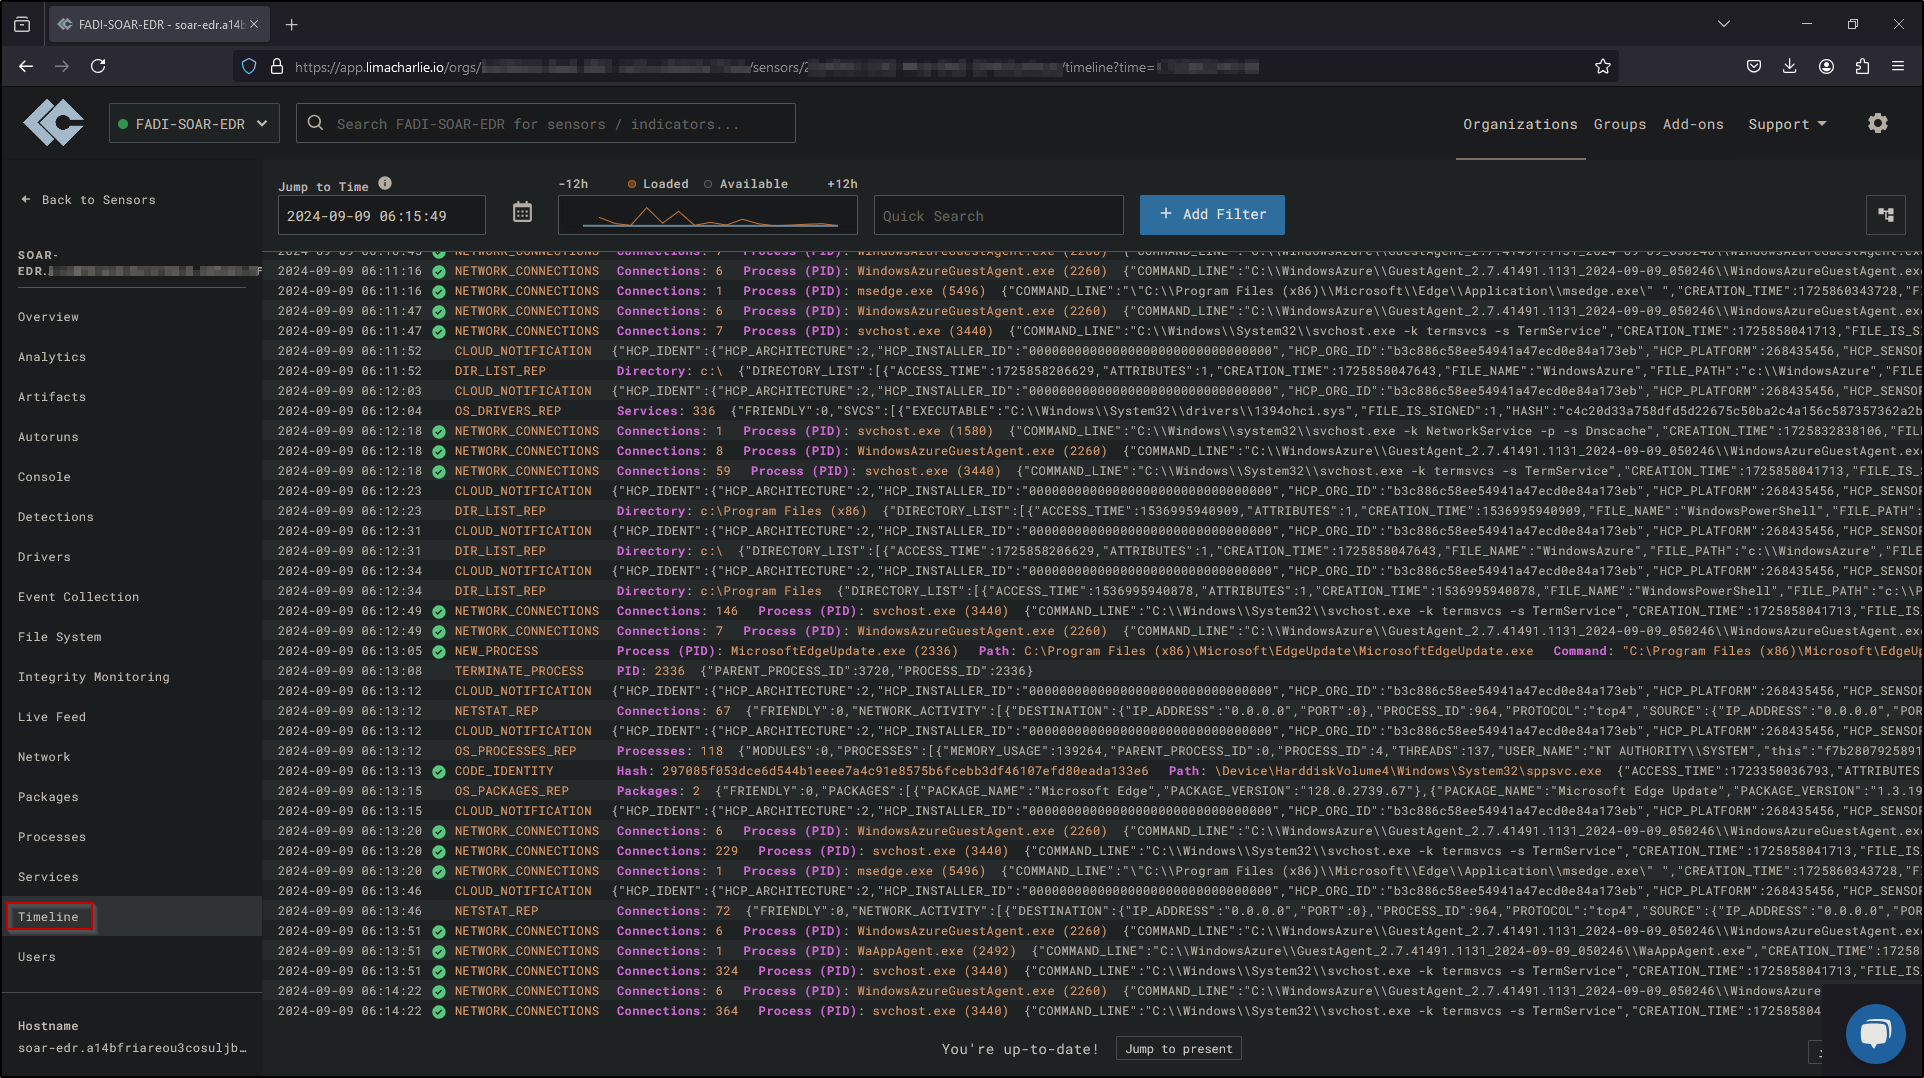 FADI-SOAR-EDR - soar-edr.a14b
https://app.limacharlie.io/orgs/ /sensors/2 /timeline?time=
FADI-SOAR-EDR
Search FADI-SOAR-EDR for sensors / indicators...
Organizations Groups Add-ons Support
Back to Sensors
SOAR-
EDR.
Overview
Analytics
Artifacts
Autoruns
Console
Detections
Drivers
Event Collection
File System
Integrity Monitoring
Live Feed
Network
Packages
Processes
Services
Timeline
Users
Hostname
soar-edr.a14bfriareou3cosuljb…
Jump to Time
2024-09-09 06:15:49
-12h Loaded Available +12h
Quick Search
+ Add Filter
2024-09-09 06:11:16 NETWORK_CONNECTIONS Connections: 6 Process (PID): WindowsAzureGuestAgent.exe (2260) {"COMMAND_LINE":"C:\\WindowsAzure\\GuestAgent_2.7.41491.1131_2024-09-09_050246\\WindowsAzureGuestAgent.ex
2024-09-09 06:11:16 NETWORK_CONNECTIONS Connections: 1 Process (PID): msedge.exe (5496) {"COMMAND_LINE":"\"C:\\Program Files (x86)\\Microsoft\\Edge\\Application\\msedge.exe\" ","CREATION_TIME":1725860343728,"F
2024-09-09 06:11:47 NETWORK_CONNECTIONS Connections: 6 Process (PID): WindowsAzureGuestAgent.exe (2260) {"COMMAND_LINE":"C:\\WindowsAzure\\GuestAgent_2.7.41491.1131_2024-09-09_050246\\WindowsAzureGuestAgent.ex
2024-09-09 06:11:47 NETWORK_CONNECTIONS Connections: 7 Process (PID): svchost.exe (3440) {"COMMAND_LINE":"C:\\Windows\\System32\\svchost.exe -k termsvcs -s TermService","CREATION_TIME":1725858041713,"FILE_IS_S
2024-09-09 06:11:52 CLOUD_NOTIFICATION {"HCP_IDENT":{"HCP_ARCHITECTURE":2,"HCP_INSTALLER_ID":"00000000000000000000000000000000","HCP_ORG_ID":"b3c886c58ee54941a47ecd0e84a173eb","HCP_PLATFORM":268435456,"HCP_SENSO
2024-09-09 06:11:52 DIR_LIST_REP Directory: c:\ {"DIRECTORY_LIST":[{"ACCESS_TIME":1725858206629,"ATTRIBUTES":1,"CREATION_TIME":1725858047643,"FILE_NAME":"WindowsAzure","FILE_PATH":"c:\\WindowsAzure","FILE
2024-09-09 06:12:03 CLOUD_NOTIFICATION {"HCP_IDENT":{"HCP_ARCHITECTURE":2,"HCP_INSTALLER_ID":"00000000000000000000000000000000","HCP_ORG_ID":"b3c886c58ee54941a47ecd0e84a173eb","HCP_PLATFORM":268435456,"HCP_SENSO
2024-09-09 06:12:04 OS_DRIVERS_REP Services: 336 {"FRIENDLY":0,"SVCS":[{"EXECUTABLE":"C:\\Windows\\System32\\drivers\\1394ohci.sys","FILE_IS_SIGNED":1,"HASH":"c4c20d33a758dfd5d22675c50ba2c4a156c587357362a2b
2024-09-09 06:12:18 NETWORK_CONNECTIONS Connections: 1 Process (PID): svchost.exe (1580) {"COMMAND_LINE":"C:\\Windows\\system32\\svchost.exe -k NetworkService -p -s Dnscache","CREATION_TIME":1725832838106,"FIL
2024-09-09 06:12:18 NETWORK_CONNECTIONS Connections: 8 Process (PID): WindowsAzureGuestAgent.exe (2260) {"COMMAND_LINE":"C:\\WindowsAzure\\GuestAgent_2.7.41491.1131_2024-09-09_050246\\WindowsAzureGuestAgent.ex
2024-09-09 06:12:18 NETWORK_CONNECTIONS Connections: 59 Process (PID): svchost.exe (3440) {"COMMAND_LINE":"C:\\Windows\\System32\\svchost.exe -k termsvcs -s TermService","CREATION_TIME":1725858041713,"FILE_IS_
2024-09-09 06:12:23 CLOUD_NOTIFICATION {"HCP_IDENT":{"HCP_ARCHITECTURE":2,"HCP_INSTALLER_ID":"00000000000000000000000000000000","HCP_ORG_ID":"b3c886c58ee54941a47ecd0e84a173eb","HCP_PLATFORM":268435456,"HCP_SENSO
2024-09-09 06:12:23 DIR_LIST_REP Directory: c:\Program Files (x86) {"DIRECTORY_LIST":[{"ACCESS_TIME":1536995940909,"ATTRIBUTES":1,"CREATION_TIME":1536995940909,"FILE_NAME":"WindowsPowerShell","FILE_PATH":
2024-09-09 06:12:31 CLOUD_NOTIFICATION {"HCP_IDENT":{"HCP_ARCHITECTURE":2,"HCP_INSTALLER_ID":"00000000000000000000000000000000","HCP_ORG_ID":"b3c886c58ee54941a47ecd0e84a173eb","HCP_PLATFORM":268435456,"HCP_SENSO
2024-09-09 06:12:31 DIR_LIST_REP Directory: c:\ {"DIRECTORY_LIST":[{"ACCESS_TIME":1725858206629,"ATTRIBUTES":1,"CREATION_TIME":1725858047643,"FILE_NAME":"WindowsAzure","FILE_PATH":"c:\\WindowsAzure","FILE
2024-09-09 06:12:34 CLOUD_NOTIFICATION {"HCP_IDENT":{"HCP_ARCHITECTURE":2,"HCP_INSTALLER_ID":"00000000000000000000000000000000","HCP_ORG_ID":"b3c886c58ee54941a47ecd0e84a173eb","HCP_PLATFORM":268435456,"HCP_SENSO
2024-09-09 06:12:34 DIR_LIST_REP Directory: c:\Program Files {"DIRECTORY_LIST":[{"ACCESS_TIME":1536995940878,"ATTRIBUTES":1,"CREATION_TIME":1536995940878,"FILE_NAME":"WindowsPowerShell","FILE_PATH":"c:\\P
2024-09-09 06:12:49 NETWORK_CONNECTIONS Connections: 146 Process (PID): svchost.exe (3440) {"COMMAND_LINE":"C:\\Windows\\System32\\svchost.exe -k termsvcs -s TermService","CREATION_TIME":1725858041713,"FILE_IS
2024-09-09 06:12:49 NETWORK_CONNECTIONS Connections: 7 Process (PID): WindowsAzureGuestAgent.exe (2260) {"COMMAND_LINE":"C:\\WindowsAzure\\GuestAgent_2.7.41491.1131_2024-09-09_050246\\WindowsAzureGuestAgent.ex
2024-09-09 06:13:05 NEW_PROCESS Process (PID): MicrosoftEdgeUpdate.exe (2336) Path: C:\Program Files (x86)\Microsoft\EdgeUpdate\MicrosoftEdgeUpdate.exe Command: "C:\Program Files (x86)\Microsoft\EdgeUp
2024-09-09 06:13:08 TERMINATE_PROCESS PID: 2336 {"PARENT_PROCESS_ID":3720,"PROCESS_ID":2336}
2024-09-09 06:13:12 CLOUD_NOTIFICATION {"HCP_IDENT":{"HCP_ARCHITECTURE":2,"HCP_INSTALLER_ID":"00000000000000000000000000000000","HCP_ORG_ID":"b3c886c58ee54941a47ecd0e84a173eb","HCP_PLATFORM":268435456,"HCP_SENSO
2024-09-09 06:13:12 NETSTAT_REP Connections: 67 {"FRIENDLY":0,"NETWORK_ACTIVITY":[{"DESTINATION":{"IP_ADDRESS":"0.0.0.0","PORT":0},"PROCESS_ID":964,"PROTOCOL":"tcp4","SOURCE":{"IP_ADDRESS":"0.0.0.0","POR
2024-09-09 06:13:12 CLOUD_NOTIFICATION {"HCP_IDENT":{"HCP_ARCHITECTURE":2,"HCP_INSTALLER_ID":"00000000000000000000000000000000","HCP_ORG_ID":"b3c886c58ee54941a47ecd0e84a173eb","HCP_PLATFORM":268435456,"HCP_SENSO
2024-09-09 06:13:12 OS_PROCESSES_REP Processes: 118 {"MODULES":0,"PROCESSES":[{"MEMORY_USAGE":139264,"PARENT_PROCESS_ID":0,"PROCESS_ID":4,"THREADS":137,"USER_NAME":"NT AUTHORITY\\SYSTEM","this":"f7b2807925891
2024-09-09 06:13:13 CODE_IDENTITY Hash: 297085f053dce6d544b1eeee7a4c91e8575b6fcebb3df46107efd80eada133e6 Path: \Device\HarddiskVolume4\Windows\System32\sppsvc.exe {"ACCESS_TIME":1723350036793,"ATTRIBUTES
2024-09-09 06:13:15 OS_PACKAGES_REP Packages: 2 {"FRIENDLY":0,"PACKAGES":[{"PACKAGE_NAME":"Microsoft Edge","PACKAGE_VERSION":"128.0.2739.67"},{"PACKAGE_NAME":"Microsoft Edge Update","PACKAGE_VERSION":"1.3.19
2024-09-09 06:13:15 CLOUD_NOTIFICATION {"HCP_IDENT":{"HCP_ARCHITECTURE":2,"HCP_INSTALLER_ID":"00000000000000000000000000000000","HCP_ORG_ID":"b3c886c58ee54941a47ecd0e84a173eb","HCP_PLATFORM":268435456,"HCP_SENSO
2024-09-09 06:13:20 NETWORK_CONNECTIONS Connections: 6 Process (PID): WindowsAzureGuestAgent.exe (2260) {"COMMAND_LINE":"C:\\WindowsAzure\\GuestAgent_2.7.41491.1131_2024-09-09_050246\\WindowsAzureGuestAgent.ex
2024-09-09 06:13:20 NETWORK_CONNECTIONS Connections: 229 Process (PID): svchost.exe (3440) {"COMMAND_LINE":"C:\\Windows\\System32\\svchost.exe -k termsvcs -s TermService","CREATION_TIME":1725858041713,"FILE_IS
2024-09-09 06:13:20 NETWORK_CONNECTIONS Connections: 1 Process (PID): msedge.exe (5496) {"COMMAND_LINE":"\"C:\\Program Files (x86)\\Microsoft\\Edge\\Application\\msedge.exe\" ","CREATION_TIME":1725860343728,"F
2024-09-09 06:13:46 CLOUD_NOTIFICATION {"HCP_IDENT":{"HCP_ARCHITECTURE":2,"HCP_INSTALLER_ID":"00000000000000000000000000000000","HCP_ORG_ID":"b3c886c58ee54941a47ecd0e84a173eb","HCP_PLATFORM":268435456,"HCP_SENSO
2024-09-09 06:13:46 NETSTAT_REP Connections: 72 {"FRIENDLY":0,"NETWORK_ACTIVITY":[{"DESTINATION":{"IP_ADDRESS":"0.0.0.0","PORT":0},"PROCESS_ID":964,"PROTOCOL":"tcp4","SOURCE":{"IP_ADDRESS":"0.0.0.0","POR
2024-09-09 06:13:51 NETWORK_CONNECTIONS Connections: 6 Process (PID): WindowsAzureGuestAgent.exe (2260) {"COMMAND_LINE":"C:\\WindowsAzure\\GuestAgent_2.7.41491.1131_2024-09-09_050246\\WindowsAzureGuestAgent.ex
2024-09-09 06:13:51 NETWORK_CONNECTIONS Connections: 1 Process (PID): WaAppAgent.exe (2492) {"COMMAND_LINE":"C:\\WindowsAzure\\GuestAgent_2.7.41491.1131_2024-09-09_050246\\WaAppAgent.exe","CREATION_TIME":17258
2024-09-09 06:13:51 NETWORK_CONNECTIONS Connections: 324 Process (PID): svchost.exe (3440) {"COMMAND_LINE":"C:\\Windows\\System32\\svchost.exe -k termsvcs -s TermService","CREATION_TIME":1725858041713,"FILE_IS
2024-09-09 06:14:22 NETWORK_CONNECTIONS Connections: 6 Process (PID): WindowsAzureGuestAgent.exe (2260) {"COMMAND_LINE":"C:\\WindowsAzure\\GuestAgent_2.7.41491.1131_2024-09-09_050246\\WindowsAzure
2024-09-09 06:14:22 NETWORK_CONNECTIONS Connections: 364 Process (PID): svchost.exe (3440) {"COMMAND_LINE":"C:\\Windows\\System32\\svchost.exe -k termsvcs -s TermService","CREATION_TIME":172585804
You're up-to-date! Jump to present